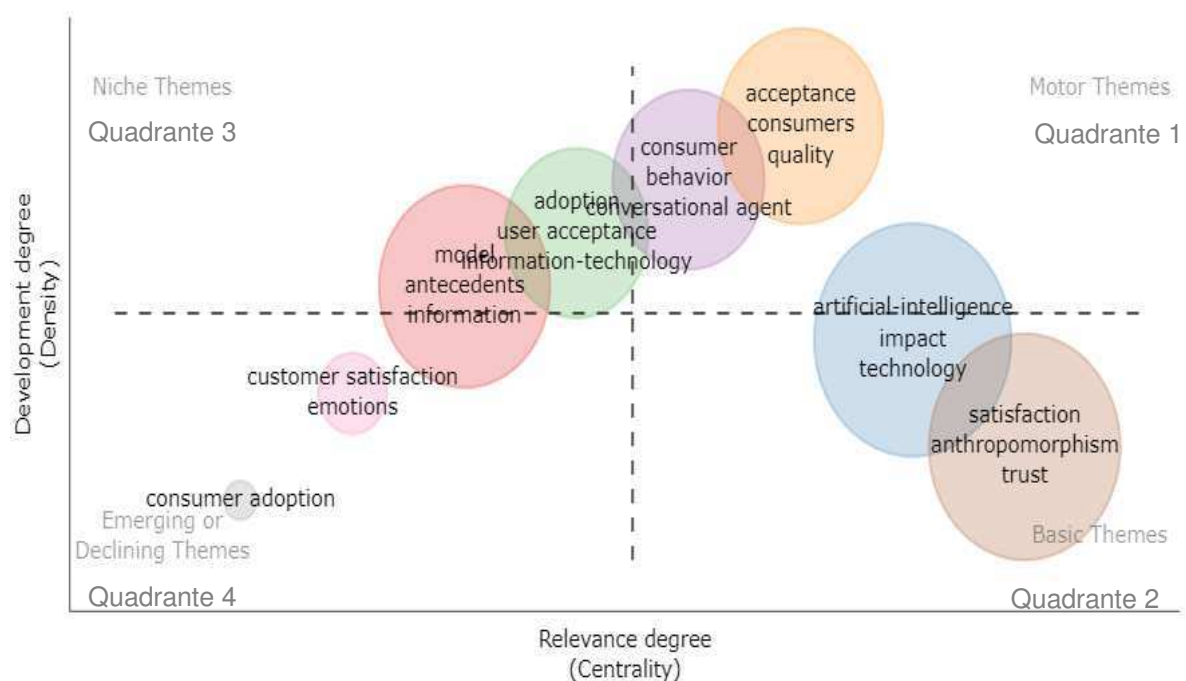 Niche Themes
Quadrante 3
Motor Themes
Quadrante 1
acceptance
consumers
quality
consumer
behavior
conversational agent
adoption
user acceptance
information-technology
model
antecedents
information
artificial-intelligence
impact
technology
customer satisfaction
emotions
satisfaction
anthropomorphism
trust
consumer adoption
Emerging or
Declining Themes
Quadrante 4
Basic Themes
Quadrante 2
Development degree
(Density)
Relevance degree
(Centrality)